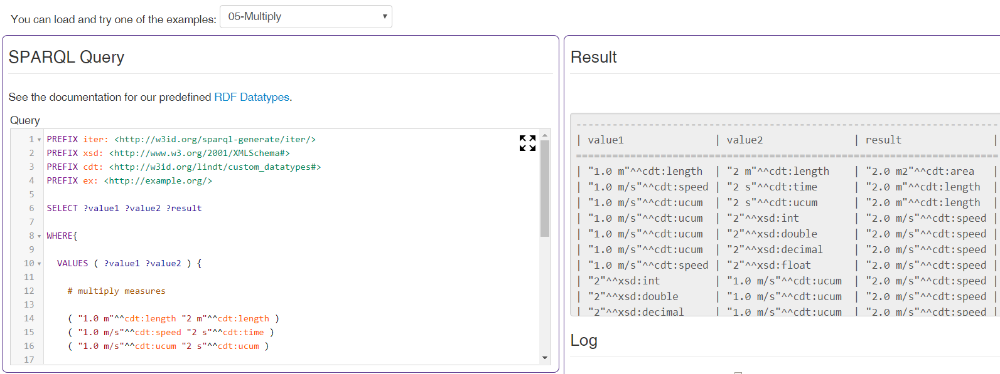 You can load and try one of the examples: 05-Multiply
SPARQL Query
See the documentation for our predefined RDF Datatypes.
Query
1 PREFIX iter: <http://w3id.org/sparql-generate/iter/>
2 PREFIX xsd: <http://www.w3.org/2001/XMLSchema#>
3 PREFIX cdt: <http://w3id.org/lindt/custom_datatypes#>
4 PREFIX ex: <http://example.org/>
5
6 SELECT ?value1 ?value2 ?result
7
8 WHERE{
9
10 VALUES ( ?value1 ?value2 ) {
11
12 # multiply measures
13
14 ( "1.0 m"^^cdt:length "2 m"^^cdt:length )
15 ( "1.0 m/s"^^cdt:speed "2 s"^^cdt:time )
16 ( "1.0 m/s"^^cdt:ucum "2 s"^^cdt:ucum )
17
Result
| value1 | value2 | result |
| "1.0 m"^^cdt:length | "2 m"^^cdt:length | "2.0 m2"^^cdt:area |
| "1.0 m/s"^^cdt:speed | "2 s"^^cdt:time | "2.0 m"^^cdt:length |
| "1.0 m/s"^^cdt:ucum | "2 s"^^cdt:ucum | "2.0 m"^^cdt:length |
| "1.0 m/s"^^cdt:ucum | "2"^^xsd:int | "2.0 m/s"^^cdt:speed |
| "1.0 m/s"^^cdt:ucum | "2"^^xsd:double | "2.0 m/s"^^cdt:speed |
| "1.0 m/s"^^cdt:ucum | "2"^^xsd:decimal | "2.0 m/s"^^cdt:speed |
| "1.0 m/s"^^cdt:speed | "2"^^xsd:float | "2.0 m/s"^^cdt:speed |
| "2"^^xsd:int | "1.0 m/s"^^cdt:ucum | "2.0 m/s"^^cdt:speed |
| "2"^^xsd:double | "1.0 m/s"^^cdt:ucum | "2.0 m/s"^^cdt:speed |
| "2"^^xsd:decimal | "1.0 m/s"^^cdt:ucum | "2.0 m/s"^^cdt:speed |
Log